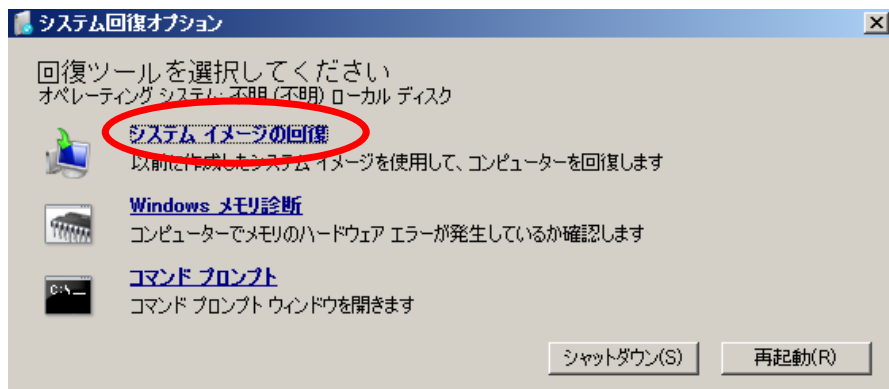 システム回復オプション
回復ツールを選択してください
オペレーティング システム: 不明 (不明) ローカル ディスク
システム イメージの回復
以前に作成したシステム イメージを使用して、コンピューターを回復します
Windows メモリ診断
コンピューターでメモリのハードウェア エラーが発生しているか確認します
C:\
コマンド プロンプト
コマンド プロンプト ウィンドウを開きます
シャットダウン(S) 再起動(R)